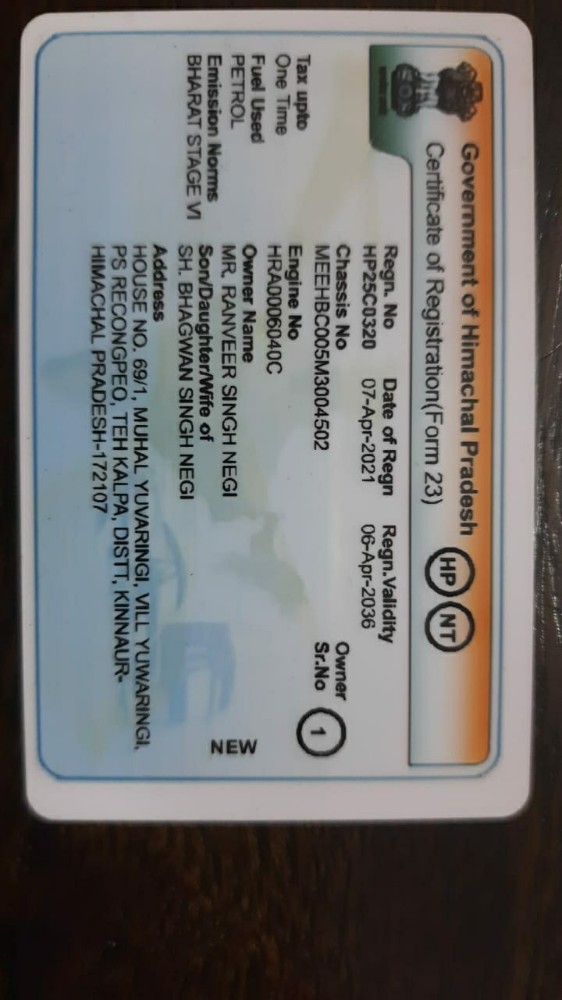 Government of Himachal Pradesh
Certificate of Registration(Form 23)
HP NT
Regn. No Date of Regn Regn.Validity
HP25C0320 07-Apr-2021 06-Apr-2036
Chassis No
MEEHBC005M3004502
Owner
Sr.No 1
Tax upto
One Time
Engine No
HRA0006040C
Fuel Used
PETROL
Owner Name
MR. RANVEER SINGH NEGI
Emission Norms
BHARAT STAGE VI
Son/Daughter/Wife of
SH. BHAGWAN SINGH NEGI
NEW
Address
HOUSE NO. 69/1, MUHAL YUVARINGI, VILL YUWARINGI,
PS RECONGPEO, TEH KALPA, DISTT, KINNAUR-
HIMACHAL PRADESH-172107